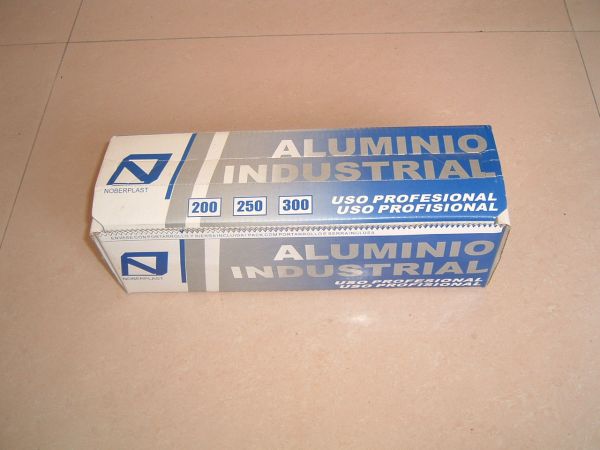 ALUMINIO
INDUSTRIAL
NOBERPLAST
200 250 300
USO PROFESIONAL
USO PROFISIONAL
ALUMINIO
INDUSTRIAL
NOBERPLAST
USO PROFESIONAL
USO PROFISIONAL